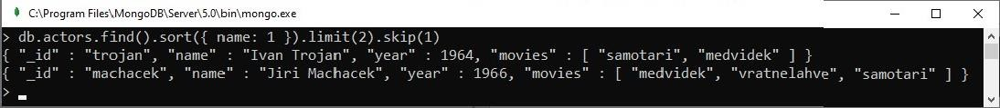 C:\Program Files\MongoDB\Server\5.0\bin\mongo.exe
> db.actors.find().sort({ name: 1 }).limit(2).skip(1)
{ "_id" : "trojan", "name" : "Ivan Trojan", "year" : 1964, "movies" : [ "samotari", "medvidek" ] }
{ "_id" : "machacek", "name" : "Jiri Machacek", "year" : 1966, "movies" : [ "medvidek", "vratnelahve", "samotari" ] }
>